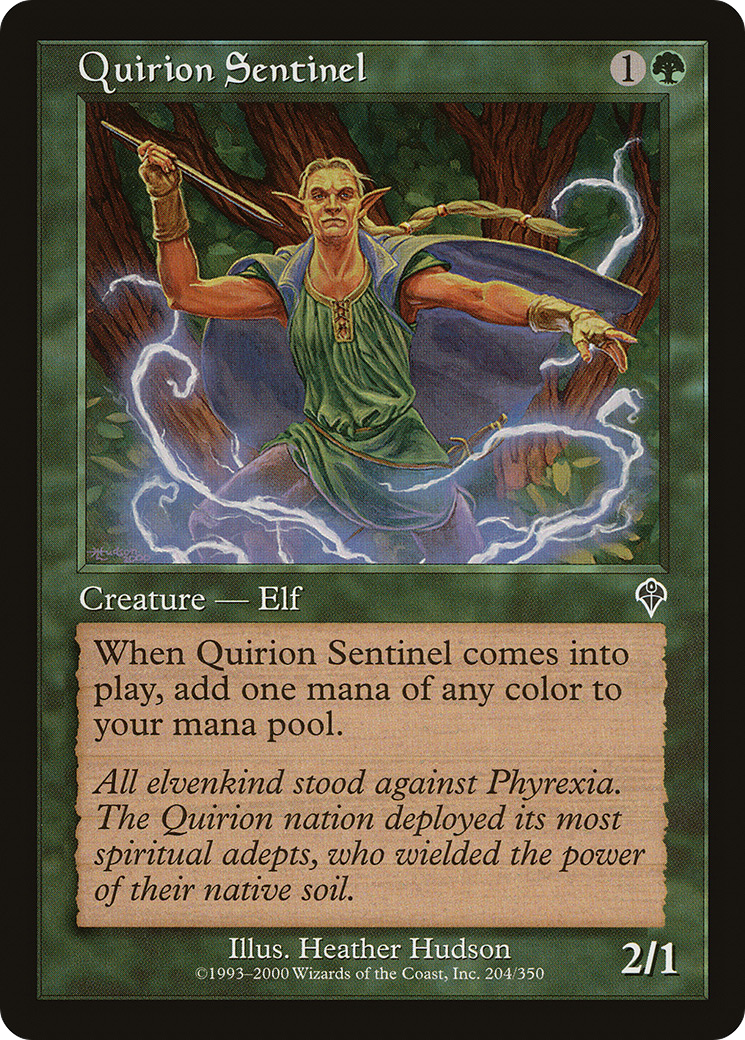 Quirion Sentinel 1
Creature — Elf
When Quirion Sentinel comes into
play, add one mana of any color to
your mana pool.
All elvenkind stood against Phyrexia.
The Quirion nation deployed its most
spiritual adepts, who wielded the power
of their native soil.
Illus. Heather Hudson
©1993–2000 Wizards of the Coast, Inc. 204/350
2/1